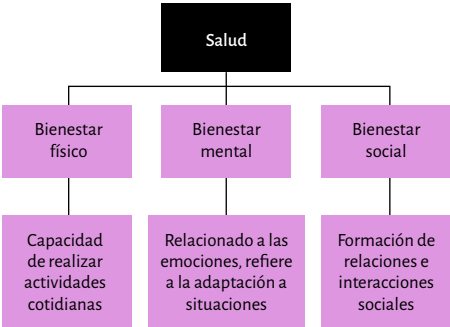 Salud
Bienestar
físico
Bienestar
mental
Bienestar
social
Capacidad
de realizar
actividades
cotidianas
Relacionado a las
emociones, refiere
a la adaptación a
situaciones
Formación de
relaciones e
interacciones
sociales